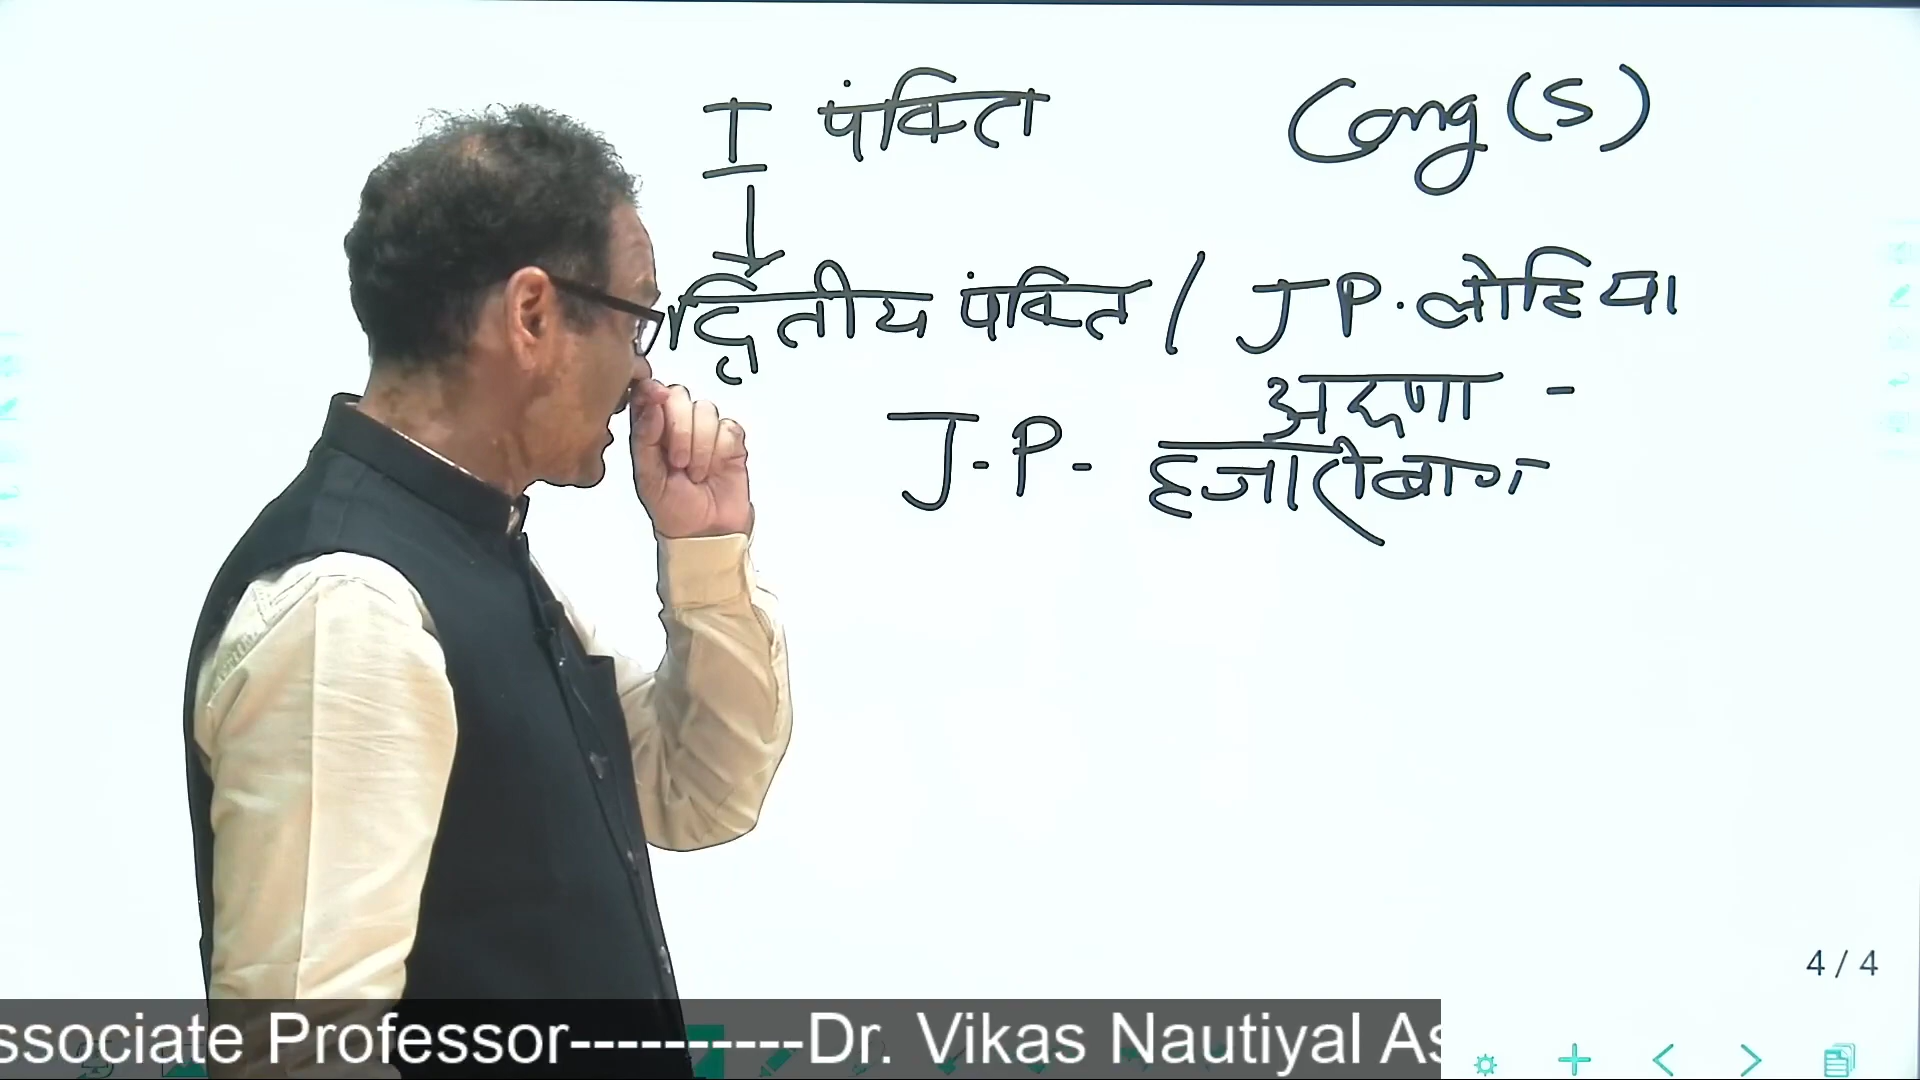 I पंक्ति Cong (S)
द्वितीय पंक्ति / J P. लोहिया
अरूणा -
J.P. हजारीबाग
4 / 4
ssociate Professor----------Dr. Vikas Nautiyal As